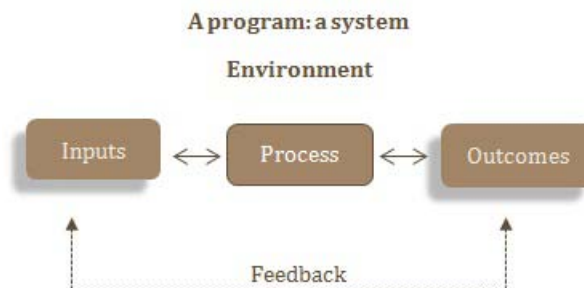 A program: a system
Environment
Inputs
Process
Outcomes
Feedback